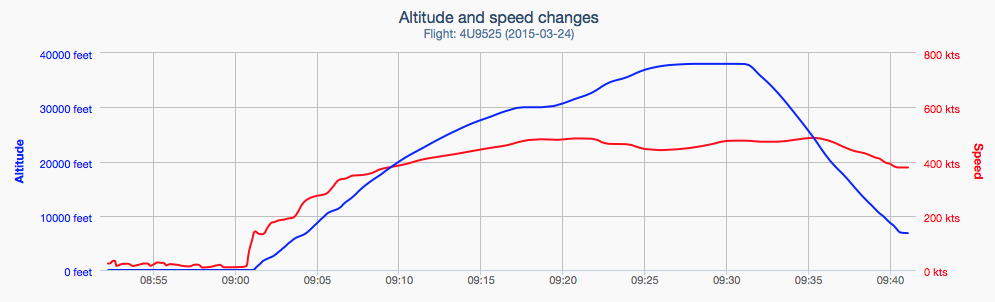 Altitude and speed changes
Flight: 4U9525 (2015-03-24)
40000 feet
30000 feet
20000 feet
10000 feet
0 feet
Altitude
800 kts
600 kts
400 kts
200 kts
0 kts
Speed
08:55 09:00 09:05 09:10 09:15 09:20 09:25 09:30 09:35 09:40